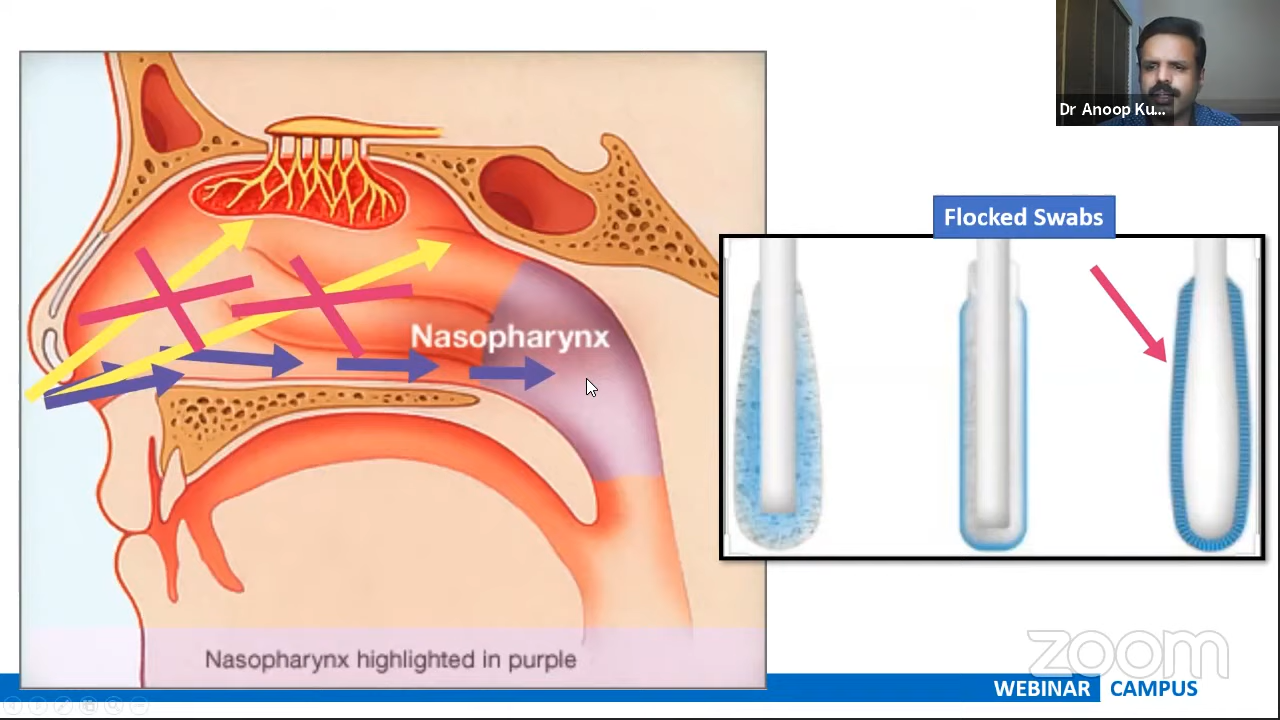 Dr Anoop Ku...
Flocked Swabs
Nasopharynx
Nasopharynx highlighted in purple
zoom
WEBINAR CAMPUS